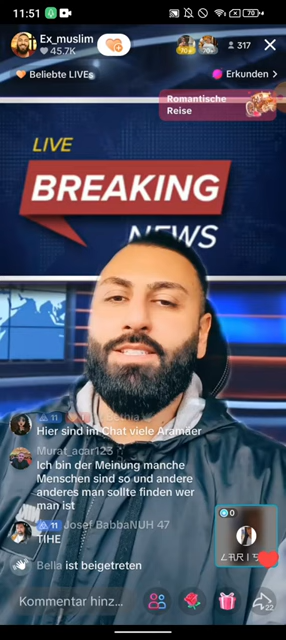 11:51
70
Ex_muslim
45.7K
317
Beliebte LIVEs
Erkunden >
Romantische
Reise
LIVE
BREAKING
NEWS
11
Hier sind im Chat viele Aramäer
Murat_acar123
Ich bin der Meinung manche
Menschen sind so und andere
anderes man sollte finden wer
man ist
11 Josef BabbaNUH 47
TIHE
Bella ist beigetreten
0
Kommentar hinz...
22